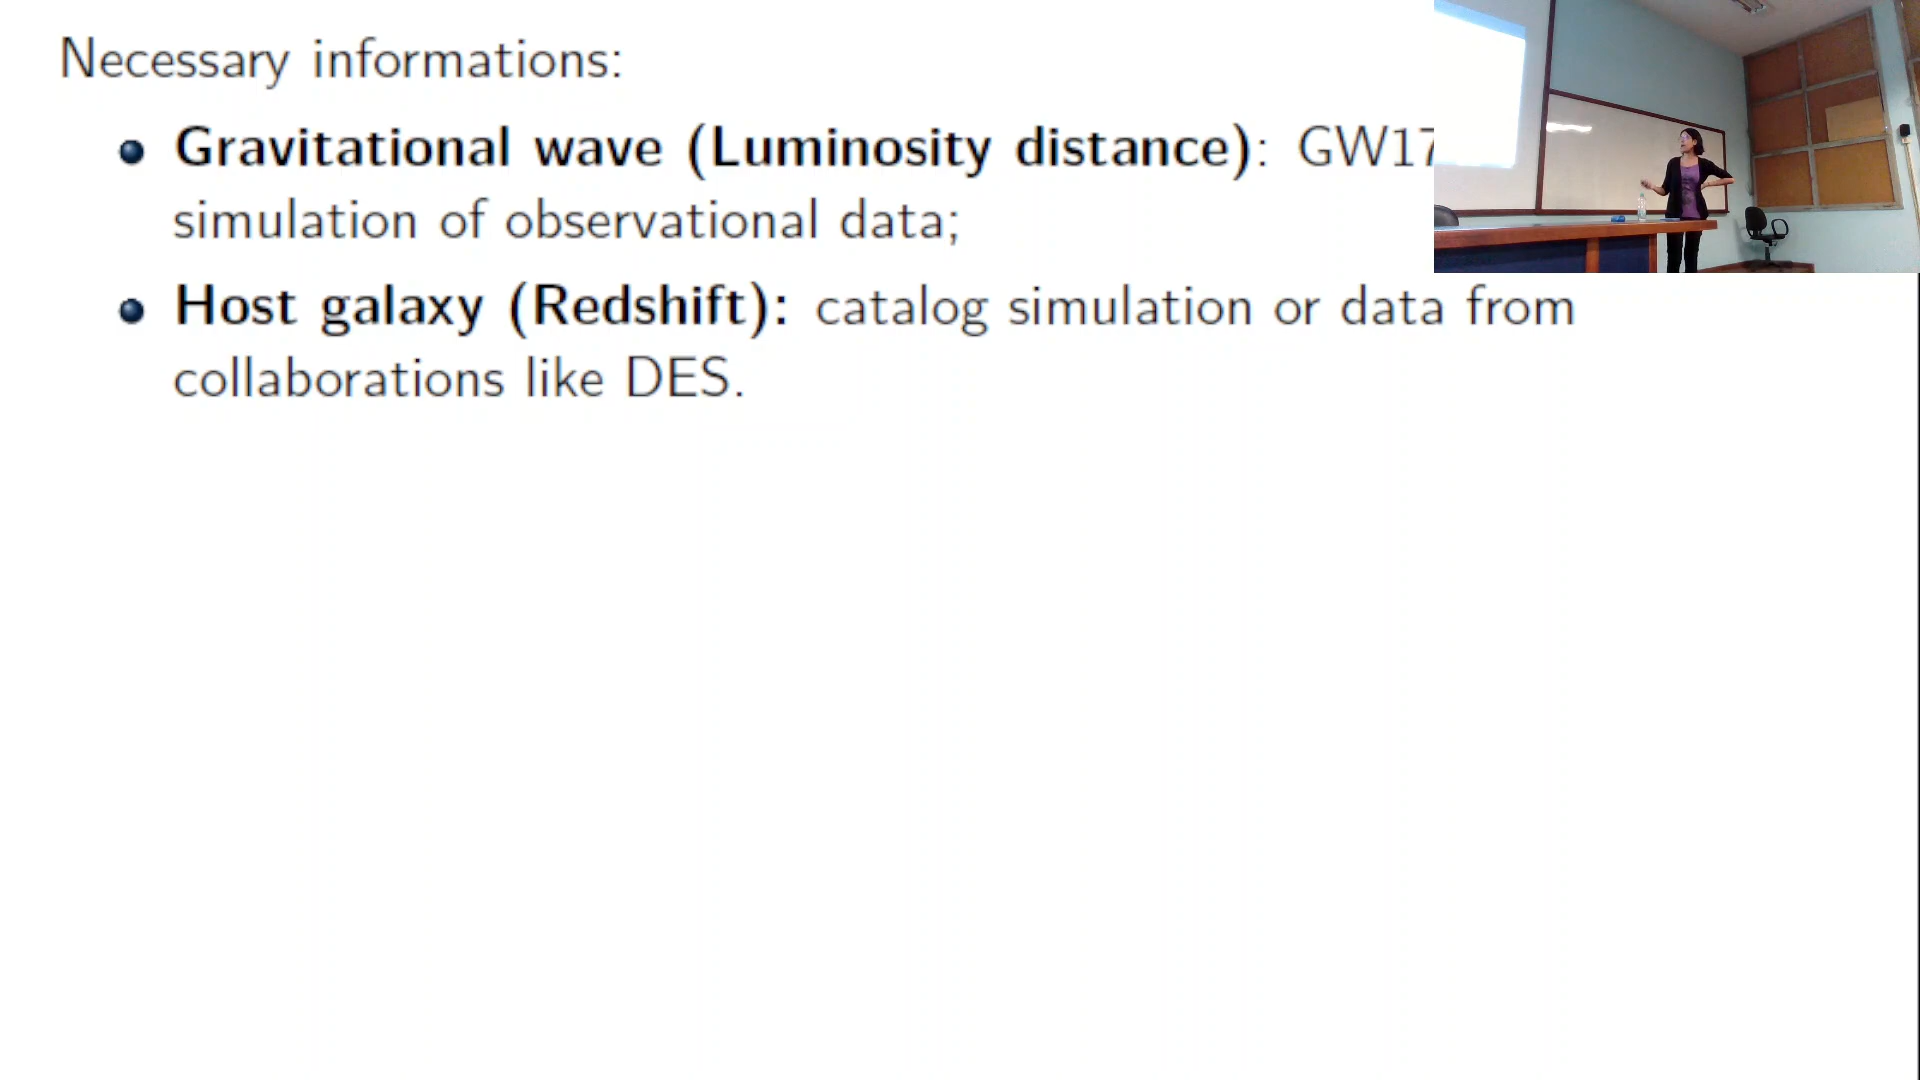 Necessary informations:
Gravitational wave (Luminosity distance): GW17
simulation of observational data;
Host galaxy (Redshift): catalog simulation or data from
collaborations like DES.